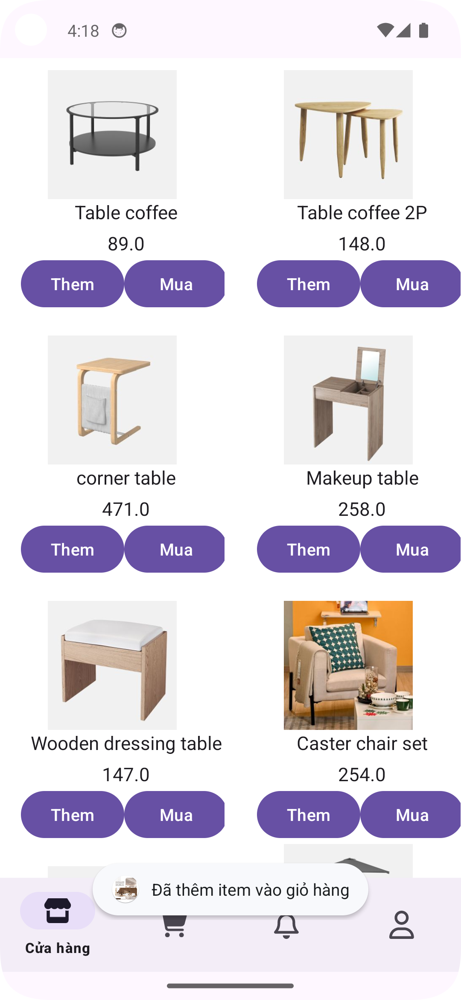 4:18
Table coffee
89.0
Them
Mua
Table coffee 2P
148.0
Them
Mua
corner table
471.0
Them
Mua
Makeup table
258.0
Them
Mua
Wooden dressing table
147.0
Them
Mua
Caster chair set
254.0
Them
Mua
Đã thêm item vào giỏ hàng
Cửa hàng